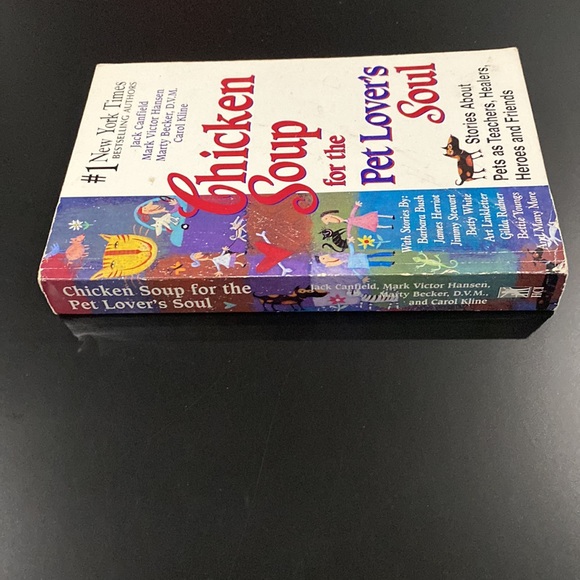 #1 New York Times
BESTSELLING AUTHORS
Jack Canfield
Mark Victor Hansen
Marty Becker, D.V.M.
Carol Kline
Chicken
Soup
for the
Pet Lover's
Soul
Stories About
Pets as Teachers, Healers,
Heroes and Friends
With Stories By:
Barbara Bush
James Herriot
Jimmy Stewart
Betty White
Art Linkletter
Gilda Radner
Bettie Youngs
And Many More
Chicken Soup for the
Pet Lover's Soul
Jack Canfield, Mark Victor Hansen,
Marty Becker, D.V.M.,
and Carol Kline
HCI